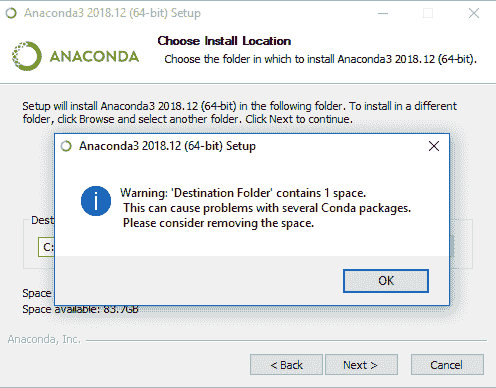 Anaconda3 2018.12 (64-bit) Setup
Choose Install Location
Choose the folder in which to install Anaconda3 2018.12 (64-bit).
ANACONDA
Setup will install Anaconda3 2018.12 (64-bit) in the following folder. To install in a different
folder, click Browse and select another folder. Click Next to continue.
Anaconda3 2018.12 (64-bit) Setup
Warning: 'Destination Folder' contains 1 space.
This can cause problems with several Conda packages.
Please consider removing the space.
OK
Dest
C:
Space
Space available: 83.7GB
Anaconda, Inc.
< Back
Next >
Cancel